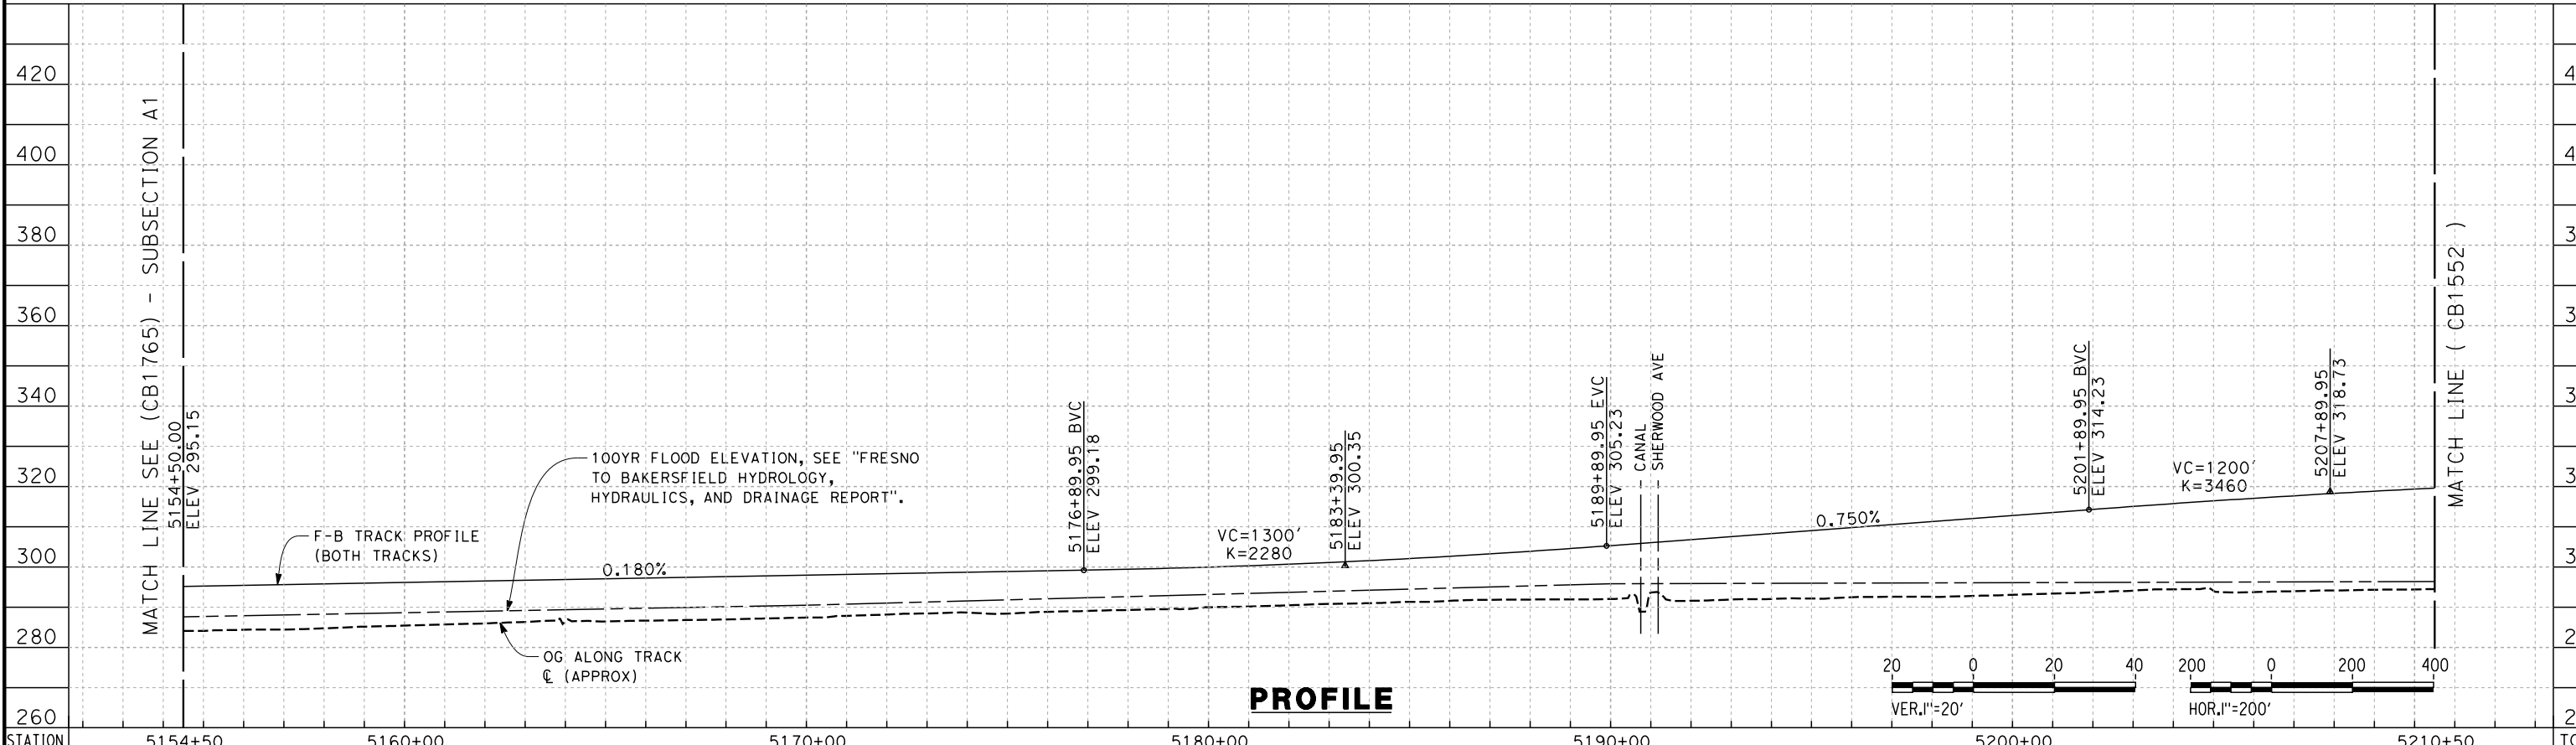 420
400
380
360
340
320
300
280
260
STATION
MATCH LINE SEE (CB1765) - SUBSECTION A1
5154+50.00
ELEV 295.15
F-B TRACK PROFILE
(BOTH TRACKS)
100YR FLOOD ELEVATION, SEE "FRESNO
TO BAKERSFIELD HYDROLOGY,
HYDRAULICS, AND DRAINAGE REPORT".
0.180%
OG ALONG TRACK
℄ (APPROX)
5176+89.95 BVC
ELEV 299.18
VC=1300'
K=2280
5183+39.95
ELEV 300.35
5189+89.95 EVC
ELEV 305.23
CANAL
SHERWOOD AVE
0.750%
5201+89.95 BVC
ELEV 314.23
VC=1200'
K=3460
5207+89.95
ELEV 318.73
MATCH LINE ( CB1552 )
PROFILE
20 0 20 40
VER.1"=20'
200 0 200 400
HOR.1"=200'
5154+50 5160+00 5170+00 5180+00 5190+00 5200+00 5210+50